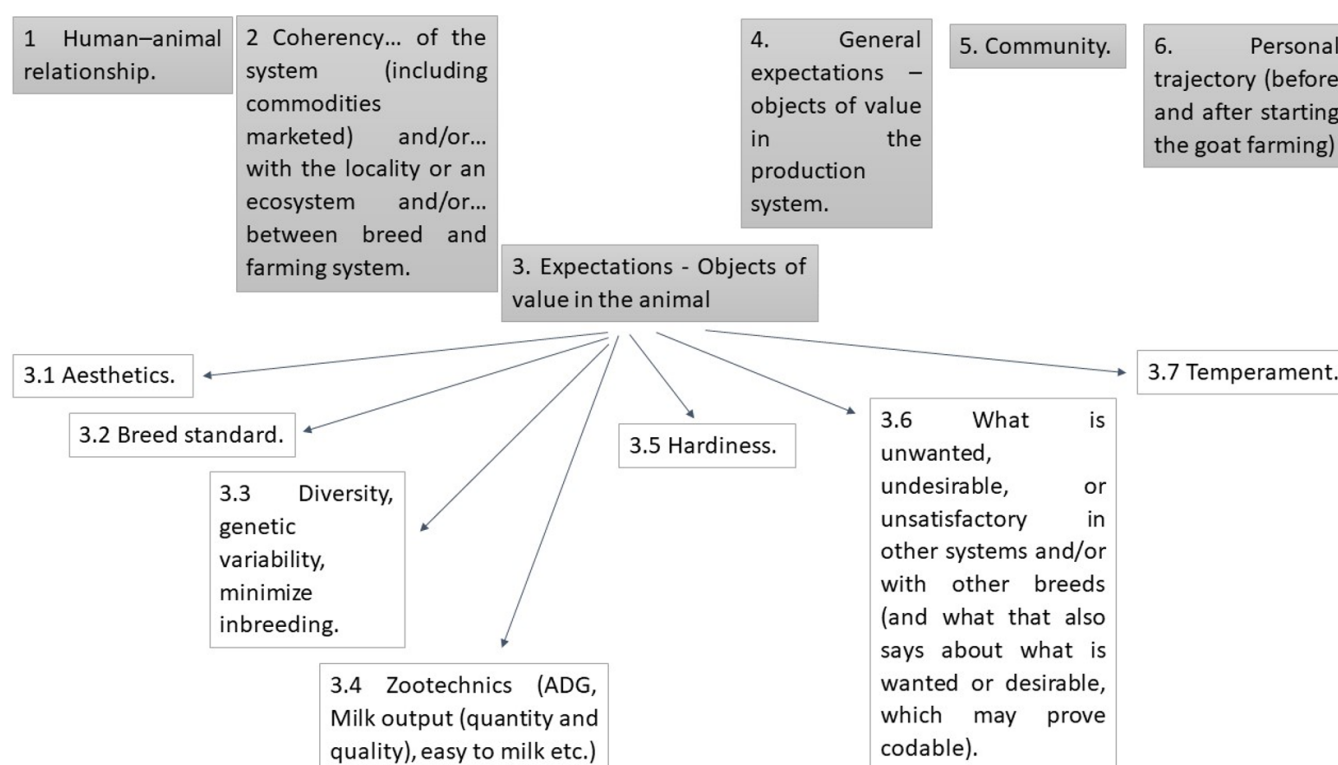 1 Human–animal
relationship.
2 Coherency... of the
system (including
commodities
marketed) and/or...
with the locality or an
ecosystem and/or...
between breed and
farming system.
3. Expectations - Objects of
value in the animal
4. General
expectations –
objects of value
in the
production
system.
5. Community.
6. Personal
trajectory (before
and after starting
the goat farming)
3.1 Aesthetics.
3.2 Breed standard.
3.3 Diversity,
genetic
variability,
minimize
inbreeding.
3.4 Zootechnics (ADG,
Milk output (quantity and
quality), easy to milk etc.)
3.5 Hardiness.
3.6 What is
unwanted,
undesirable, or
unsatisfactory in
other systems and/or
with other breeds
(and what that also
says about what is
wanted or desirable,
which may prove
codable).
3.7 Temperament.